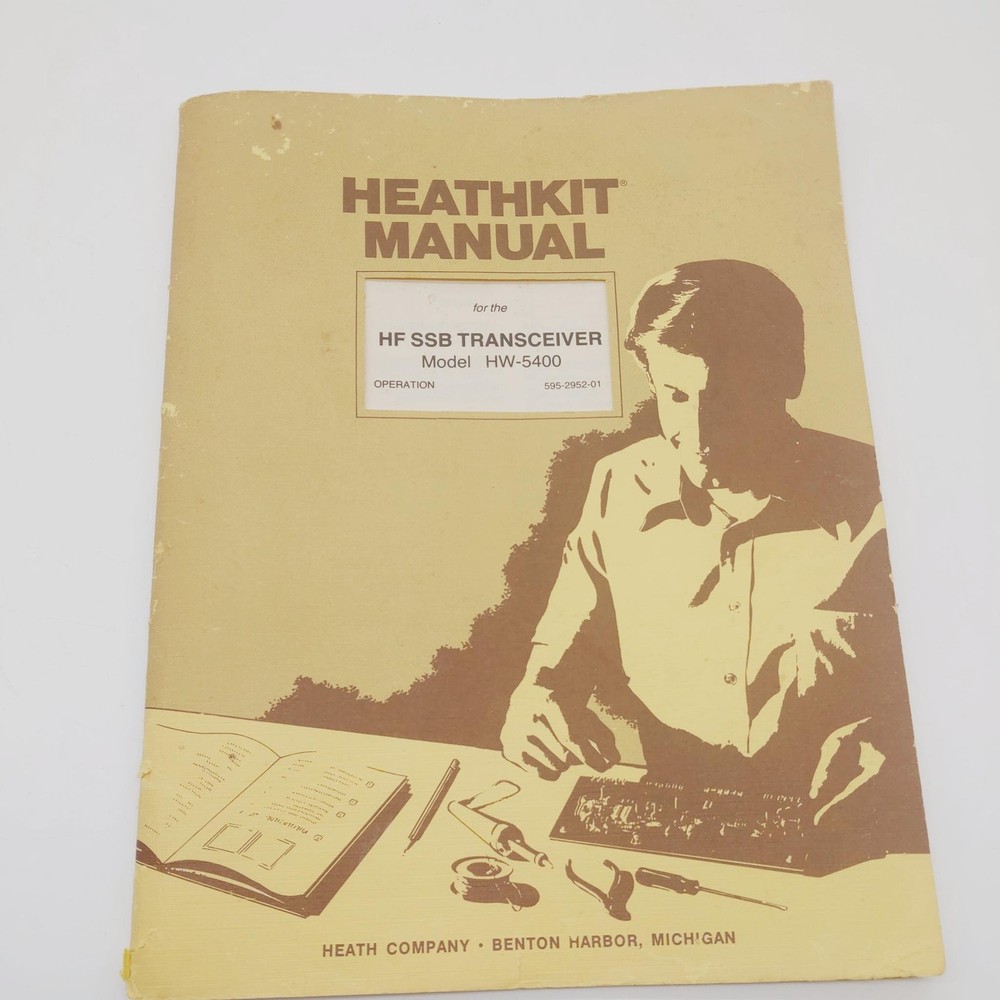 HEATHKIT®
MANUAL
for the
HF SSB TRANSCEIVER
Model HW-5400
OPERATION 595-2952-01
HEATH COMPANY • BENTON HARBOR, MICHIGAN